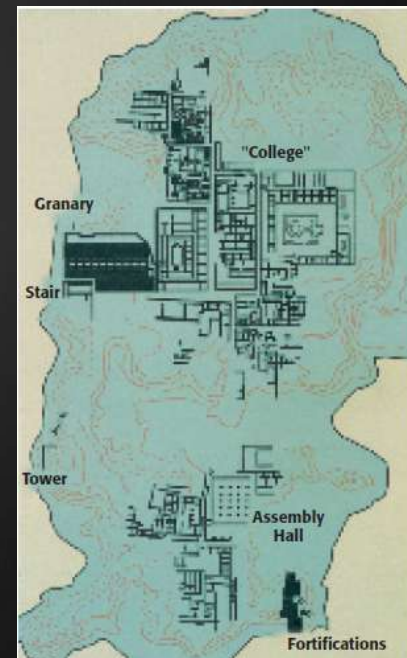 "College"
Granary
Stair
Tower
Assembly
Hall
Fortifications